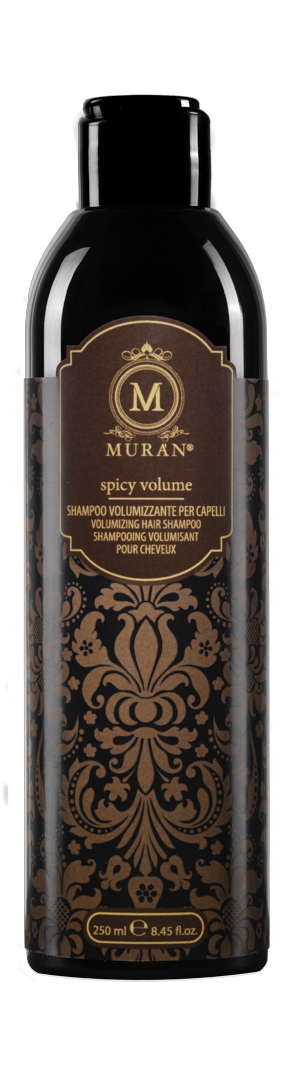 M
MURÁN®
spicy volume
SHAMPOO VOLUMIZZANTE PER CAPELLI
VOLUMIZING HAIR SHAMPOO
SHAMPOOING VOLUMISANT
POUR CHEVEUX
250 ml ℮ 8.45 fl.oz.